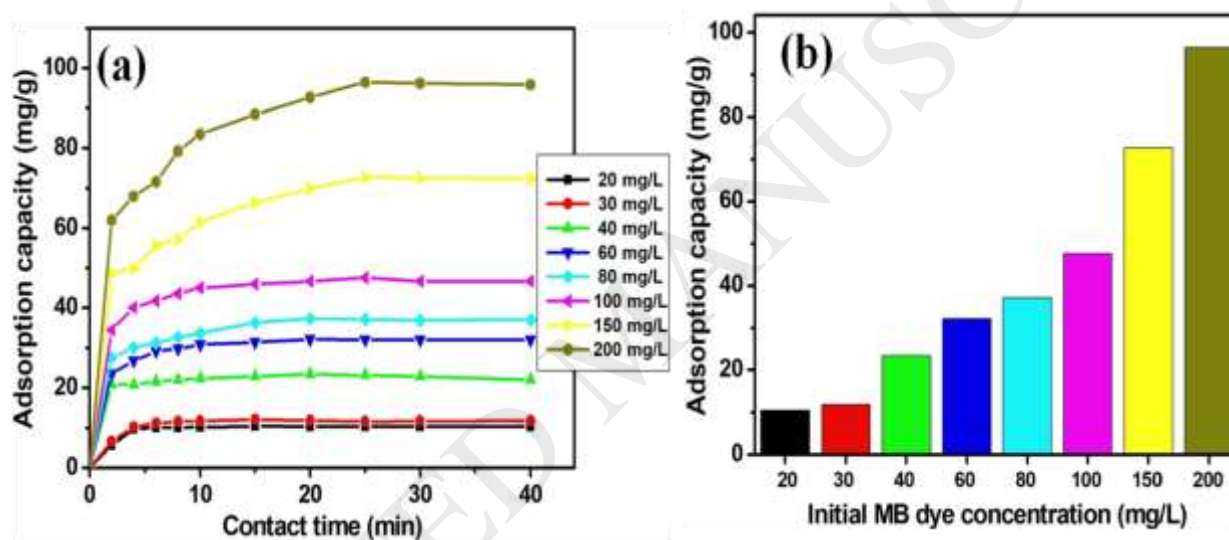 (a)
Adsorption capacity (mg/g)
100
80
60
40
20
0
0
10
20
30
40
Contact time (min)
20 mg/L
30 mg/L
40 mg/L
60 mg/L
80 mg/L
100 mg/L
150 mg/L
200 mg/L
(b)
Adsorption capacity (mg/g)
100
80
60
40
20
0
20
30
40
60
80
100
150
200
Initial MB dye concentration (mg/L)
ED MANUSC